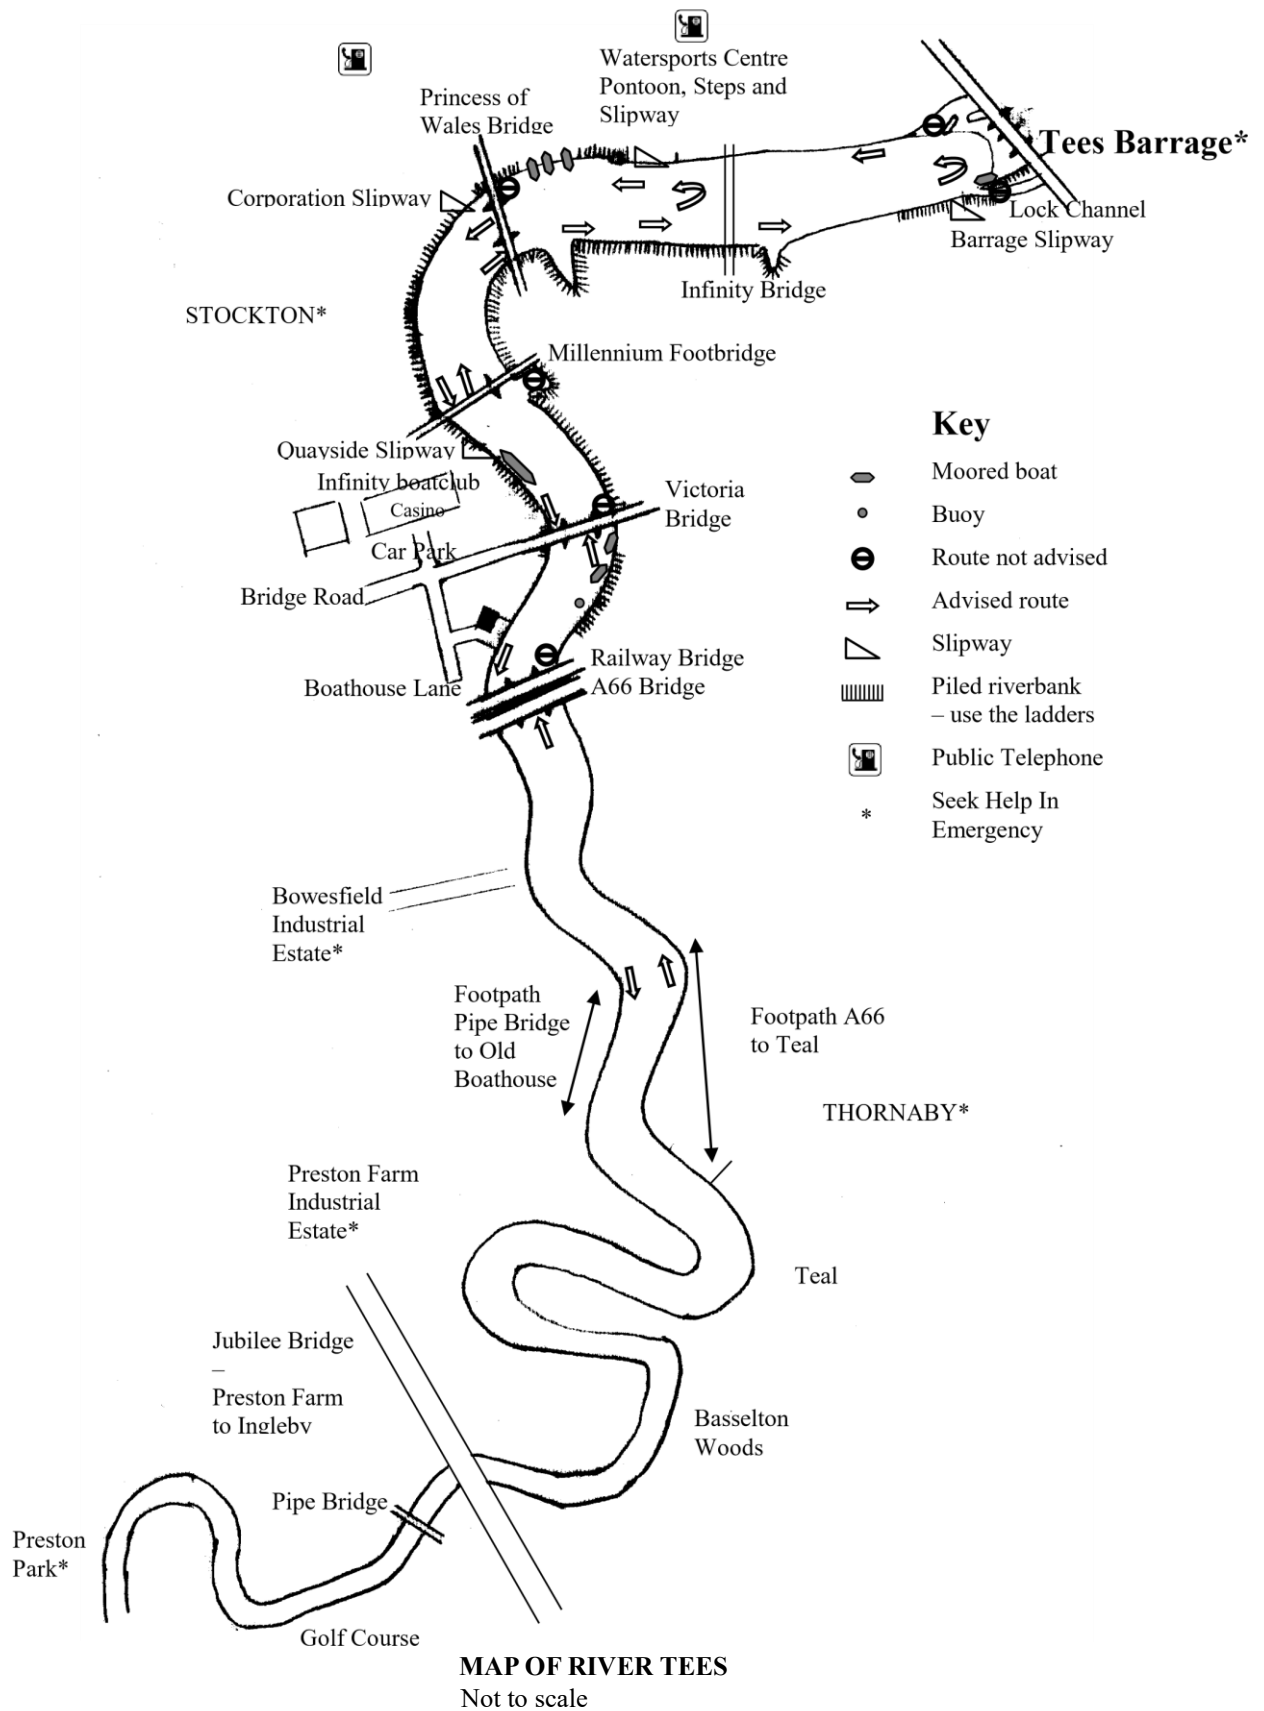 Watersports Centre
Pontoon, Steps and
Slipway
Princess of
Wales Bridge
Tees Barrage*
Corporation Slipway
Lock Channel
Barrage Slipway
Infinity Bridge
STOCKTON*
Millennium Footbridge
Quayside Slipway
Infinity boatclub
Casino
Car Park
Victoria
Bridge
Bridge Road
Railway Bridge
A66 Bridge
Boathouse Lane
Key
Moored boat
Buoy
Route not advised
Advised route
Slipway
Piled riverbank
– use the ladders
Public Telephone
* Seek Help In
Emergency
Bowesfield
Industrial
Estate*
Footpath
Pipe Bridge
to Old
Boathouse
Footpath A66
to Teal
THORNABY*
Preston Farm
Industrial
Estate*
Teal
Jubilee Bridge
–
Preston Farm
to Ingleby
Basselton
Woods
Pipe Bridge
Preston
Park*
Golf Course
MAP OF RIVER TEES
Not to scale